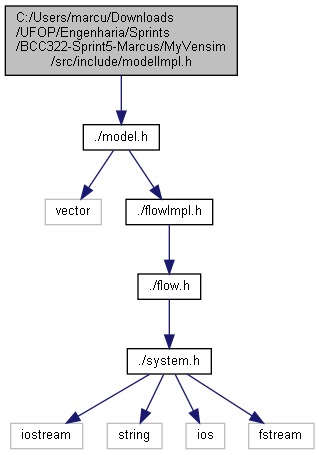 C:/Users/marcu/Downloads
/UFOP/Engenharia/Sprints
/BCC322-Sprint5-Marcus/MyVensim
/src/include/modelImpl.h
./model.h
vector
./flowImpl.h
./flow.h
./system.h
iostream
string
ios
fstream